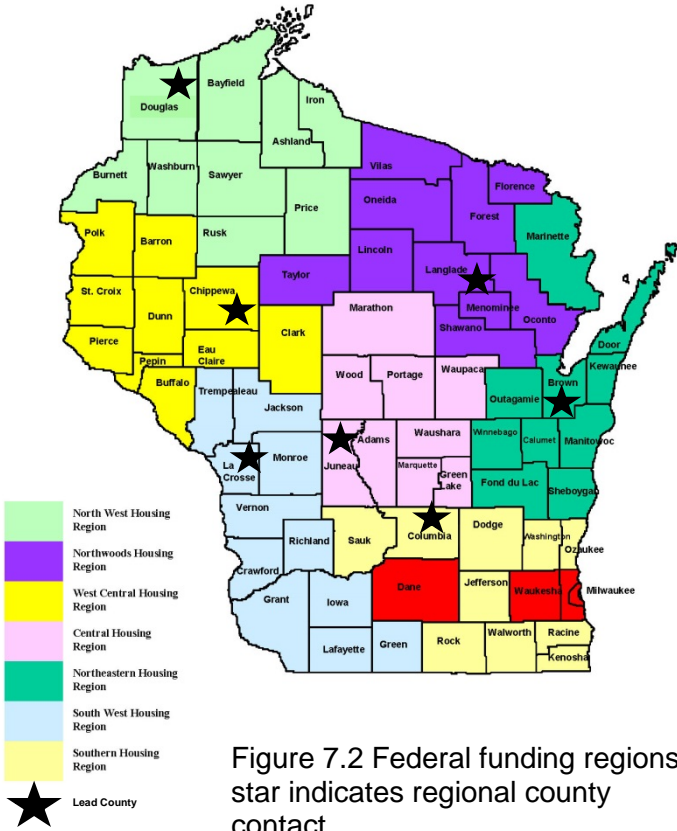 Bayfield
Douglas
Iron
Ashland
Vilas
Burnett
Washburn
Sawyer
Florence
Oneida
Price
Forest
Polk
Barron
Rusk
Marinette
Lincoln
Langlade
Taylor
St. Croix
Chippewa
Marathon
Menominee
Dunn
Oconto
Clark
Shawano
Pierce
Door
Eau
Claire
Pepin
Kewaunee
Wood
Portage
Waupaca
Brown
Buffalo
Trempealeau
Outagamie
Jackson
Waushara
Winnebago
Calumet
Manitowoc
Adams
Monroe
La
Crosse
Juneau
Marquette
Green
Lake
Fond du Lac
Sheboygan
Vernon
Dodge
Columbia
Washington
Sauk
Richland
Ozaukee
Crawford
Jefferson
Dane
Waukesha
Milwaukee
Grant
Iowa
Walworth
Racine
Rock
Lafayette
Green
Kenosha
North West Housing
Region
Northwoods Housing
Region
West Central Housing
Region
Central Housing
Region
Northeastern Housing
Region
South West Housing
Region
Southern Housing
Region
Lead County
Figure 7.2 Federal funding regions
star indicates regional county
contact